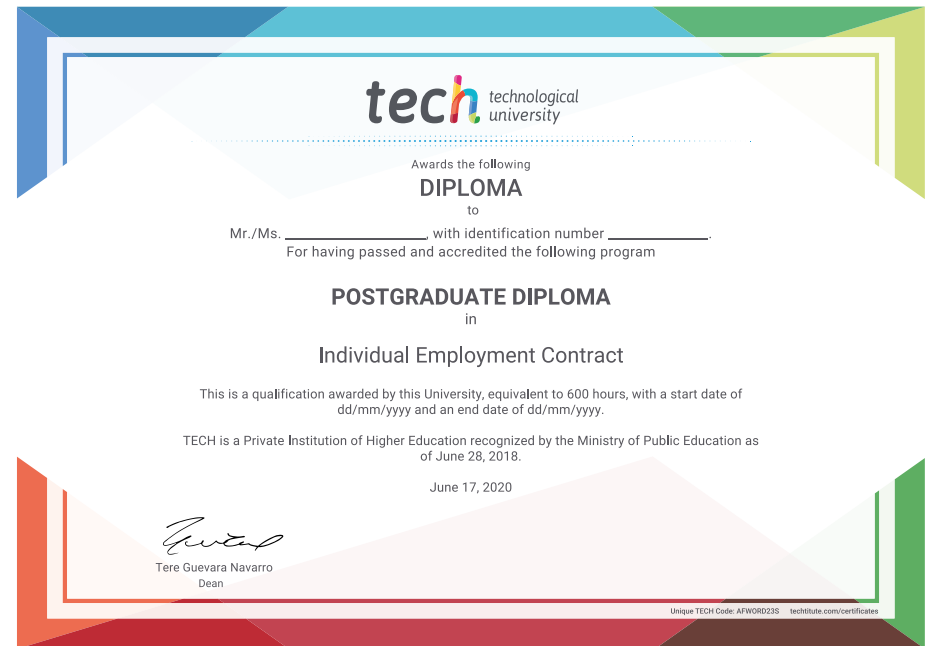 tech technological
university
Awards the following
DIPLOMA
to
Mr./Ms. ____________________, with identification number ______________.
For having passed and accredited the following program
POSTGRADUATE DIPLOMA
in
Individual Employment Contract
This is a qualification awarded by this University, equivalent to 600 hours, with a start date of
dd/mm/yyyy and an end date of dd/mm/yyyy.
TECH is a Private Institution of Higher Education recognized by the Ministry of Public Education as
of June 28, 2018.
June 17, 2020
Tere Guevara Navarro
Dean
Unique TECH Code: AFWORD23S techtitute.com/certificates